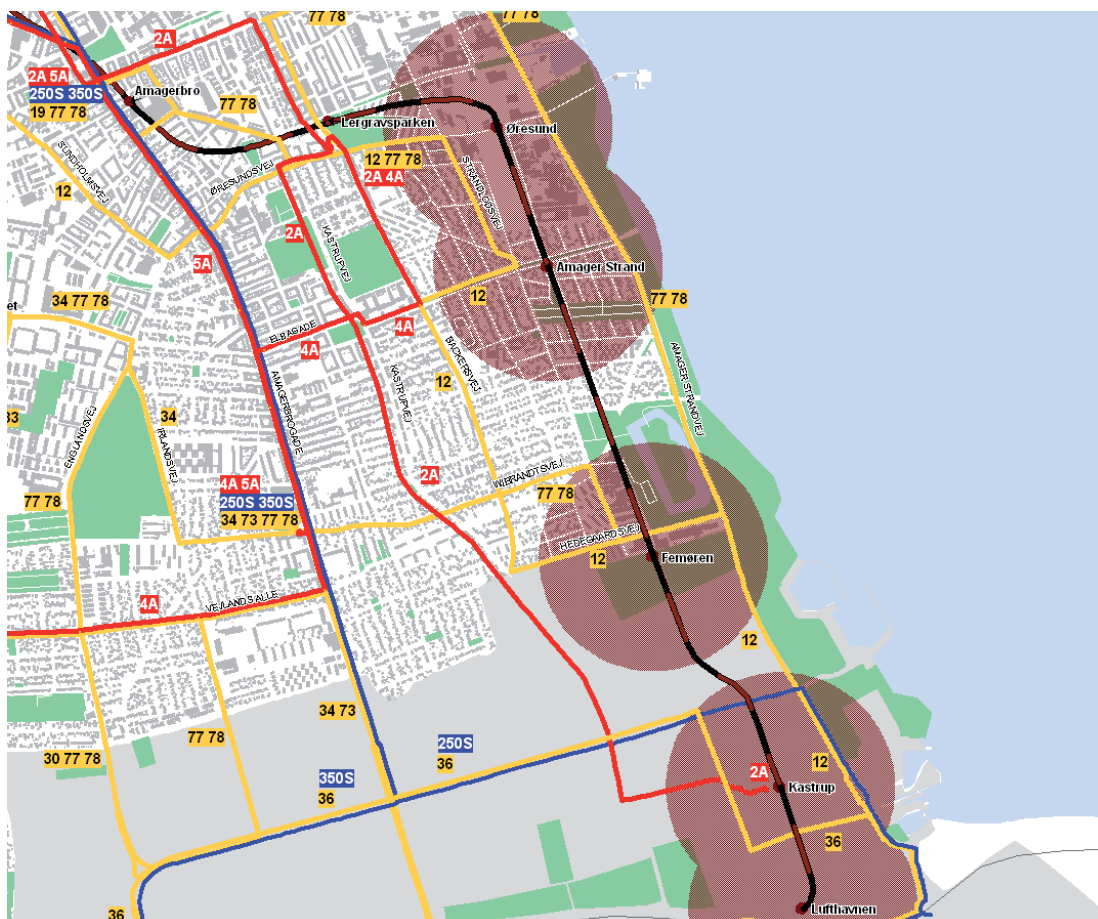 77 78
77 78
2A
2A 5A
250S 350S
19 77 78
Amagerbro
77 78
Lergravsparken
Øresund
SUNDHOLMSVEJ
12
ØRESUNDSVEJ
12 77 78
2A 4A
STRANDLODSVEJ
2A
KASTRUPVEJ
5A
Amager Strand
34 77 78
et
12
77 78
ELBAGADE
4A
4A
BACKERSVEJ
AMAGER STRANDVEJ
KASTRUPVEJ
12
AMAGERBROGADE
33
34
ENGLANDSVEJ
IRLANDSVEJ
2A
WIBRANDTSVEJ
4A 5A
250S 350S
34 73 77 78
77 78
77 78
HEDEGAARDSVEJ
12
Femøren
4A
VEJLANDS ALLE
12
34 73
77 78
30 77 78
250S
36
350S
36
2A
12
Kastrup
36
36
Lufthavnen